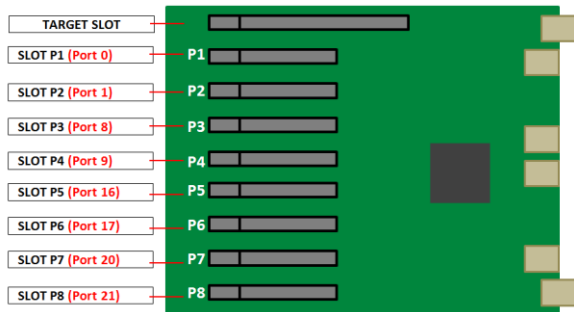 TARGET SLOT
SLOT P1 (Port 0) P1
SLOT P2 (Port 1) P2
SLOT P3 (Port 8) P3
SLOT P4 (Port 9) P4
SLOT P5 (Port 16) P5
SLOT P6 (Port 17) P6
SLOT P7 (Port 20) P7
SLOT P8 (Port 21) P8